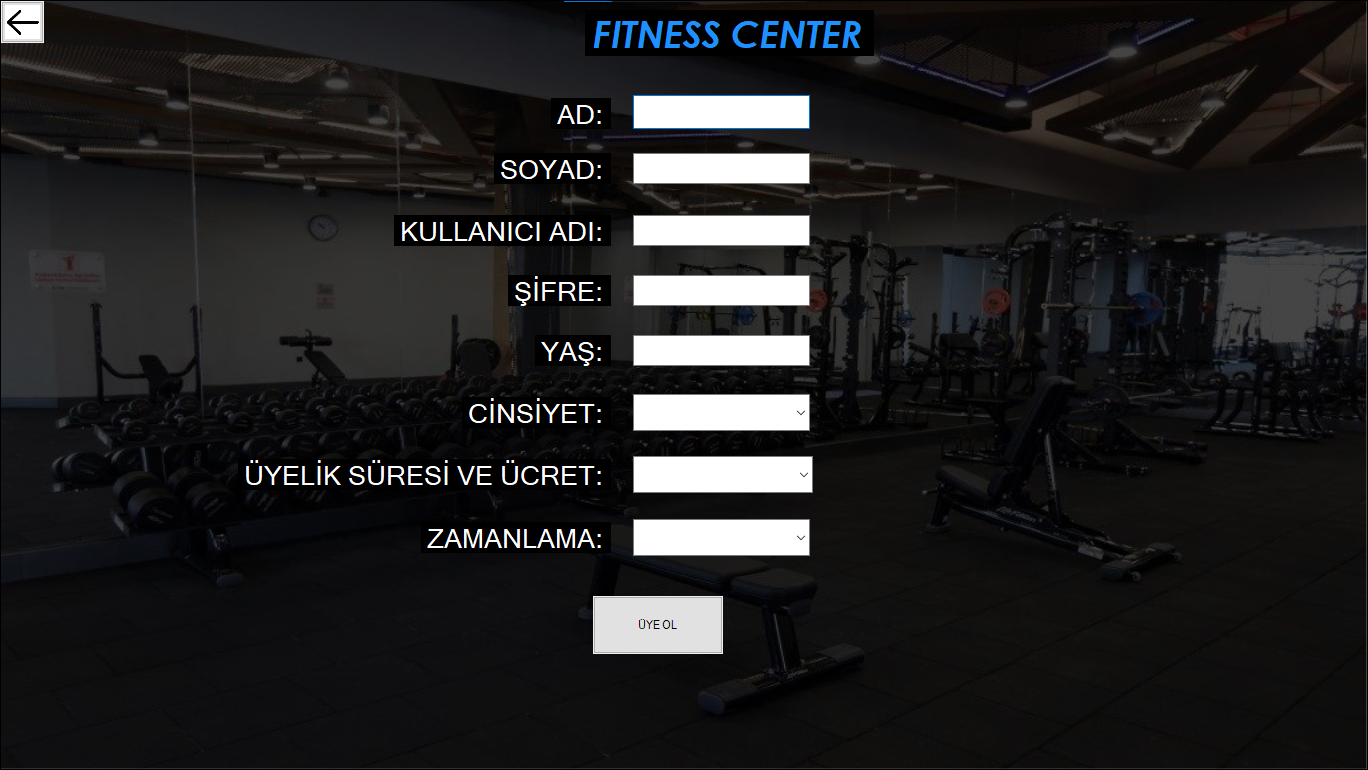 FITNESS CENTER
AD:
SOYAD:
KULLANICI ADI:
ŞİFRE:
YAŞ:
CİNSİYET:
ÜYELİK SÜRESİ VE ÜCRET:
ZAMANLAMA:
ÜYE OL